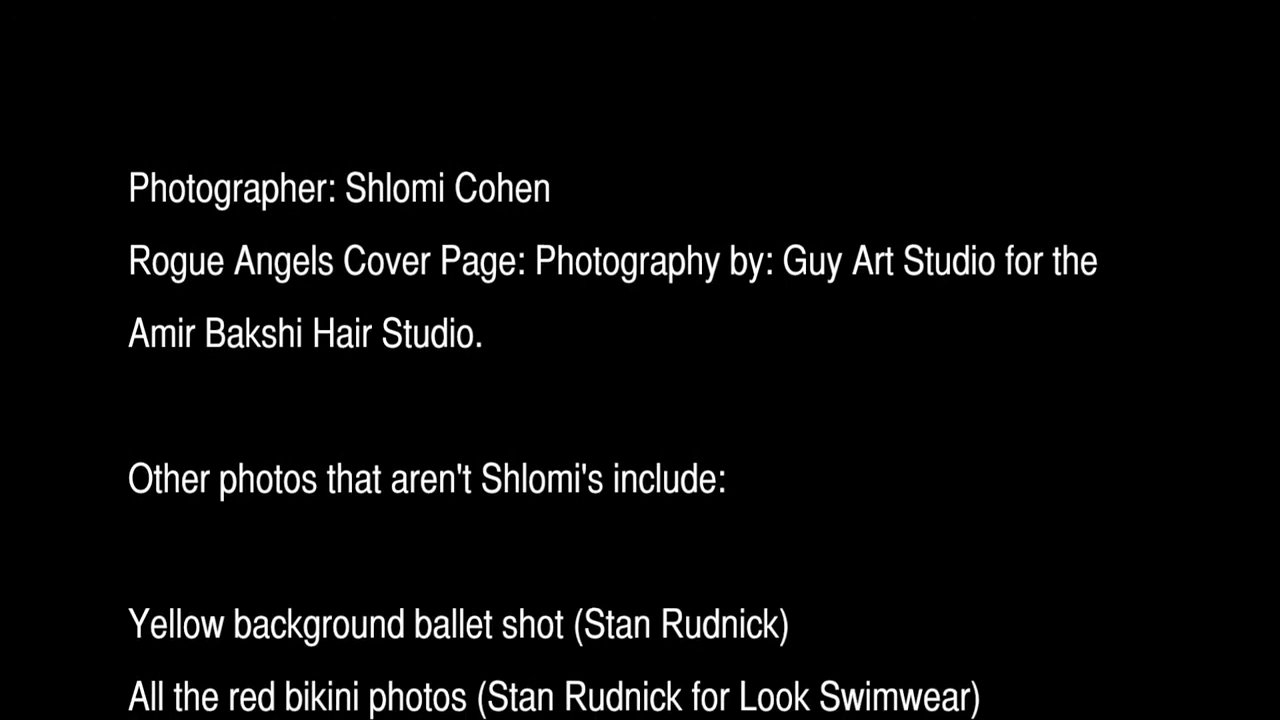 Photographer: Shlomi Cohen
Rogue Angels Cover Page: Photography by: Guy Art Studio for the
Amir Bakshi Hair Studio.
Other photos that aren't Shlomi's include:
Yellow background ballet shot (Stan Rudnick)
All the red bikini photos (Stan Rudnick for Look Swimwear)